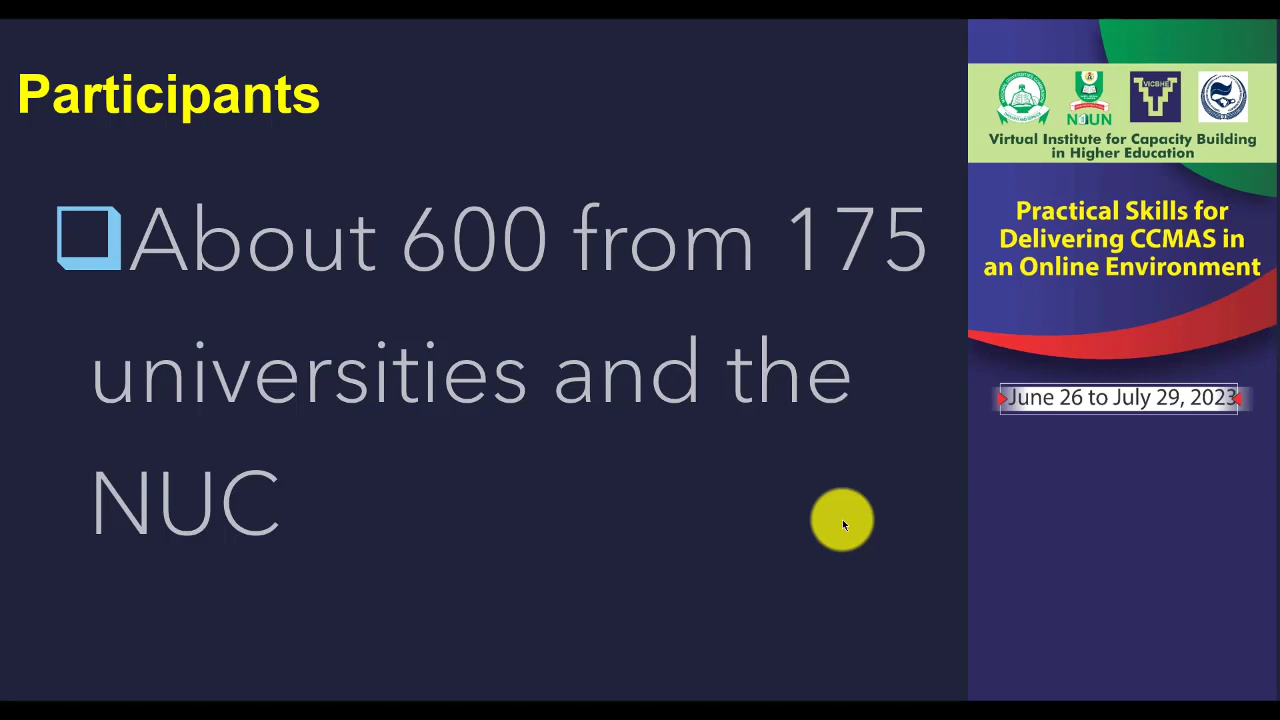 Participants
About 600 from 175
universities and the
NUC
NOUN
VICBHE
Virtual Institute for Capacity Building
in Higher Education
Practical Skills for
Delivering CCMAS in
an Online Environment
June 26 to July 29, 2023